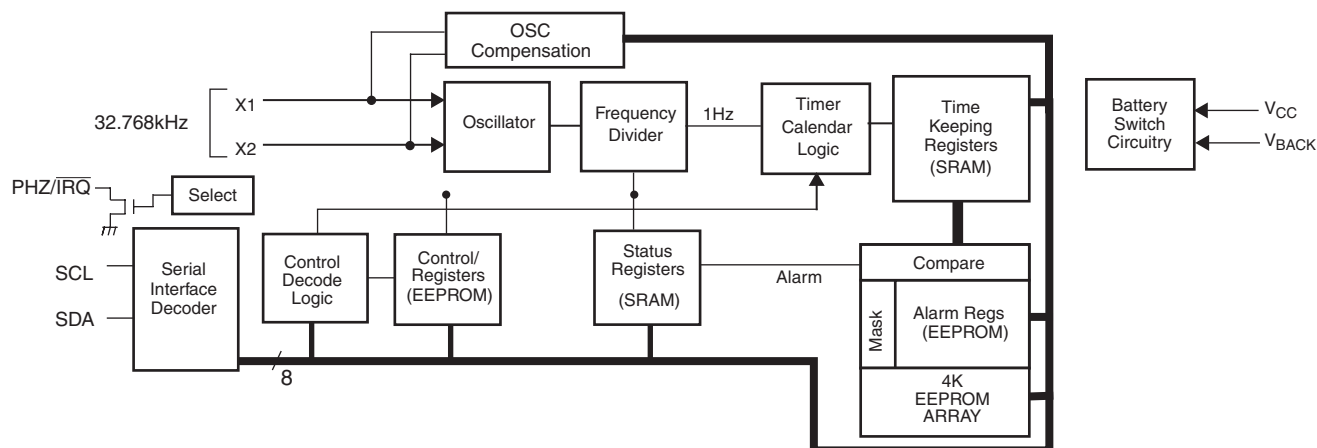 OSC
Compensation
32.768kHz
X1
X2
Oscillator
Frequency
Divider
1Hz
Timer
Calendar
Logic
Time
Keeping
Registers
(SRAM)
Battery
Switch
Circuitry
VCC
VBACK
PHZ/IRQ
Select
SCL
SDA
Serial
Interface
Decoder
Control
Decode
Logic
Control/
Registers
(EEPROM)
Status
Registers
(SRAM)
Alarm
Compare
Mask
Alarm Regs
(EEPROM)
4K
EEPROM
ARRAY
8